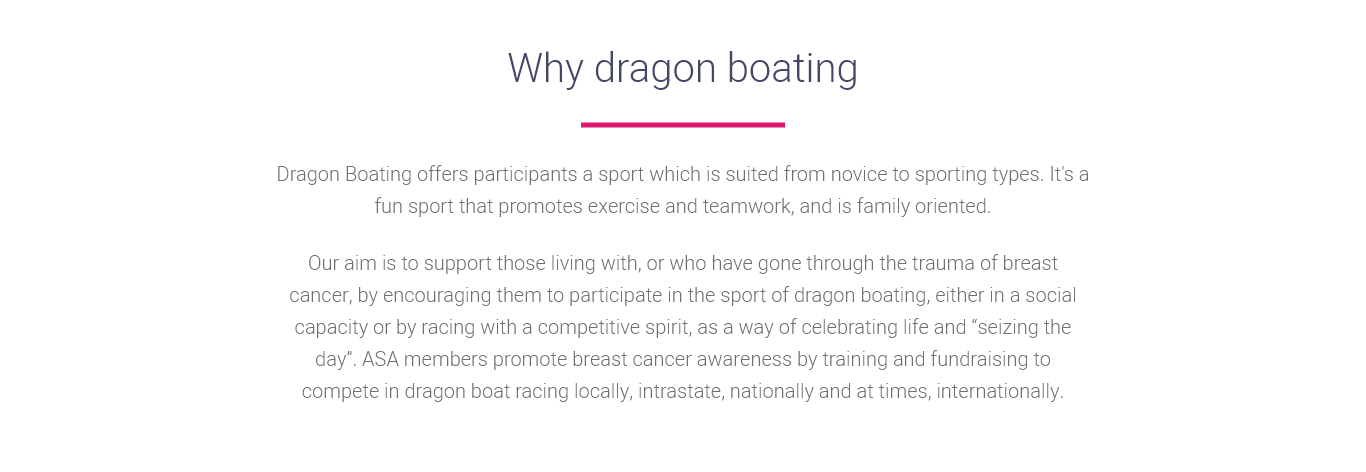 Why dragon boating
Dragon Boating offers participants a sport which is suited from novice to sporting types. It's a
fun sport that promotes exercise and teamwork, and is family oriented.
Our aim is to support those living with, or who have gone through the trauma of breast
cancer, by encouraging them to participate in the sport of dragon boating, either in a social
capacity or by racing with a competitive spirit, as a way of celebrating life and “seizing the
day”. ASA members promote breast cancer awareness by training and fundraising to
compete in dragon boat racing locally, intrastate, nationally and at times, internationally.